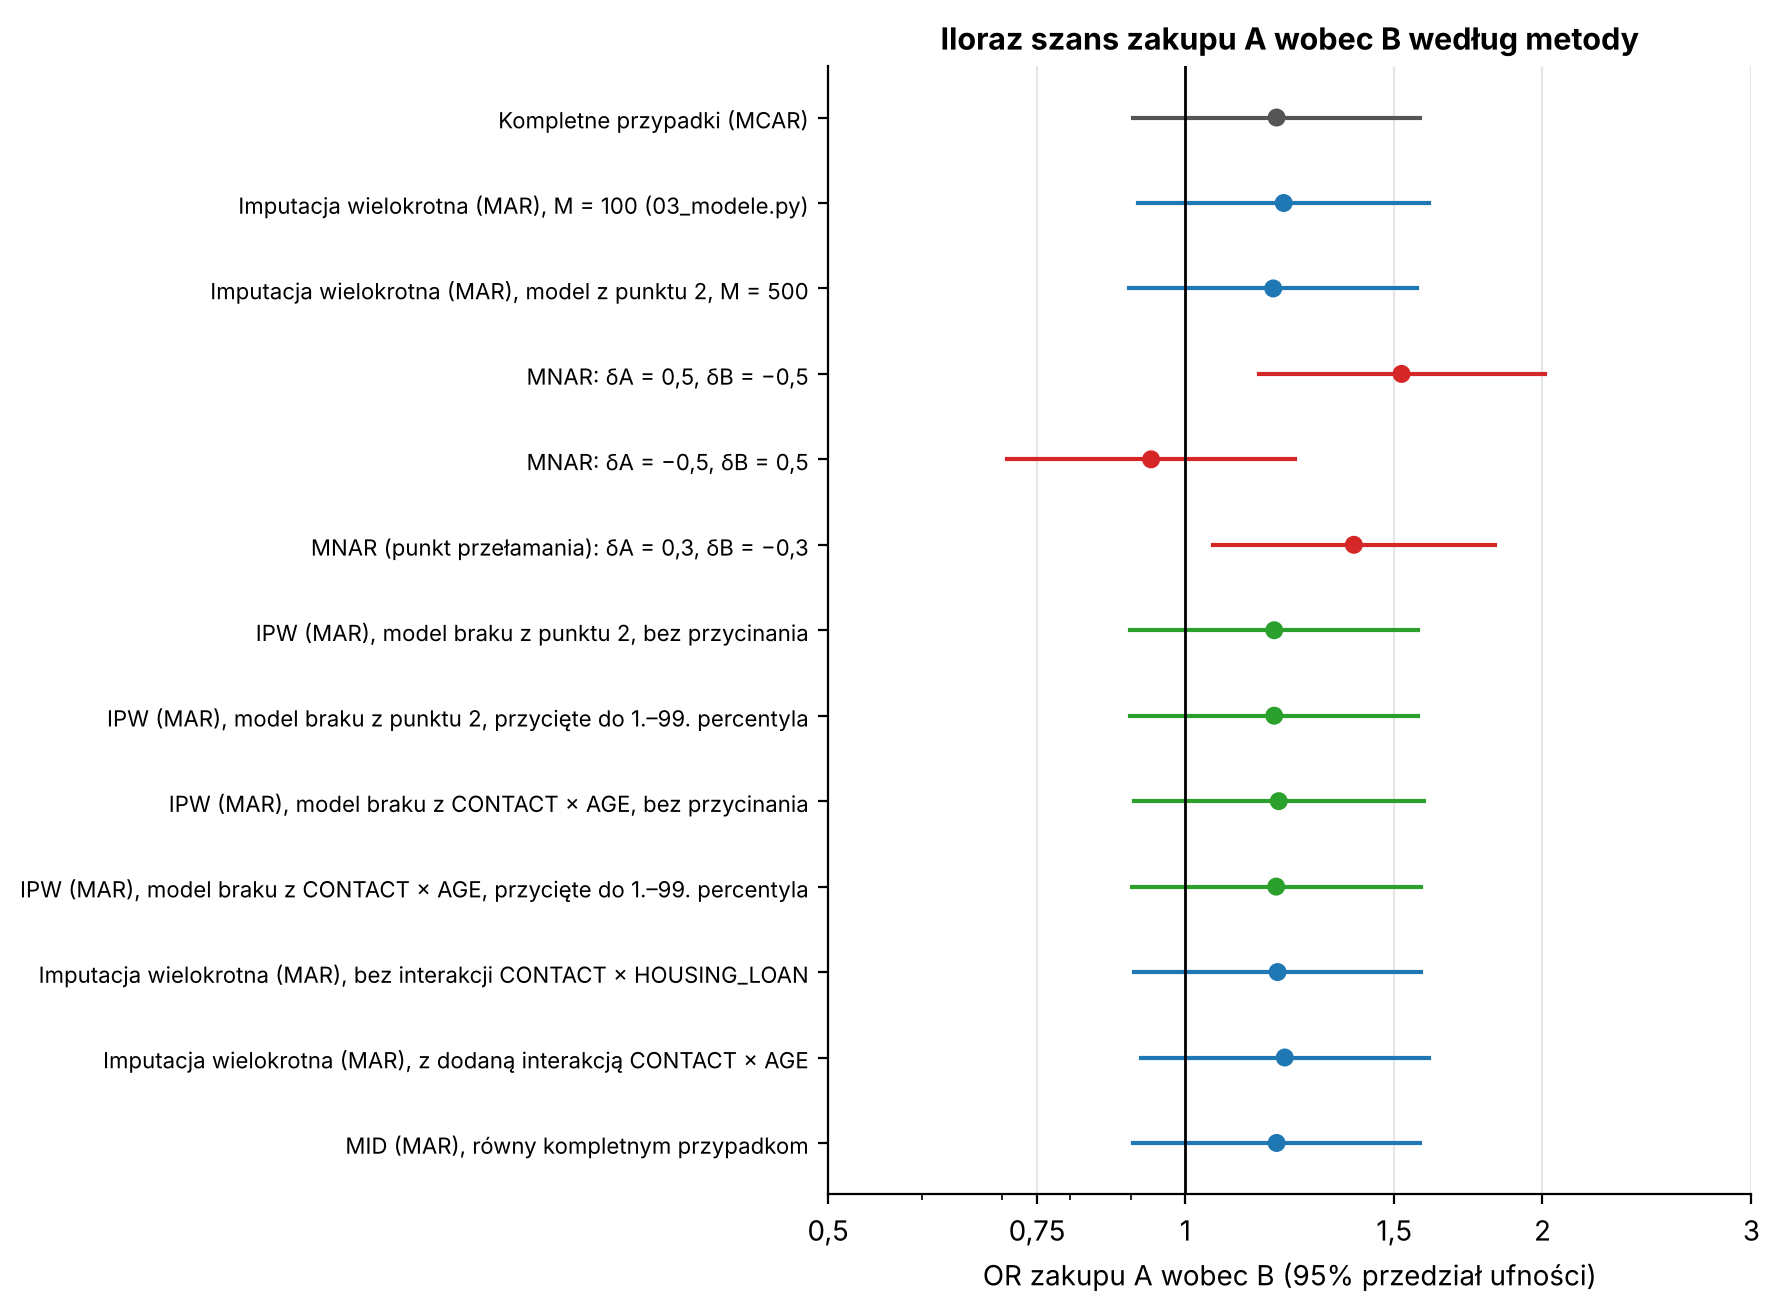 Iloraz szans zakupu A wobec B według metody
Kompletne przypadki (MCAR)
Imputacja wielokrotna (MAR), M = 100 (03_modele.py)
Imputacja wielokrotna (MAR), model z punktu 2, M = 500
MNAR: δA = 0,5, δB = −0,5
MNAR: δA = −0,5, δB = 0,5
MNAR (punkt przełamania): δA = 0,3, δB = −0,3
IPW (MAR), model braku z punktu 2, bez przycinania
IPW (MAR), model braku z punktu 2, przycięte do 1.–99. percentyla
IPW (MAR), model braku z CONTACT × AGE, bez przycinania
IPW (MAR), model braku z CONTACT × AGE, przycięte do 1.–99. percentyla
Imputacja wielokrotna (MAR), bez interakcji CONTACT × HOUSING_LOAN
Imputacja wielokrotna (MAR), z dodaną interakcją CONTACT × AGE
MID (MAR), równy kompletnym przypadkom
0,5 0,75 1 1,5 2 3
OR zakupu A wobec B (95% przedział ufności)